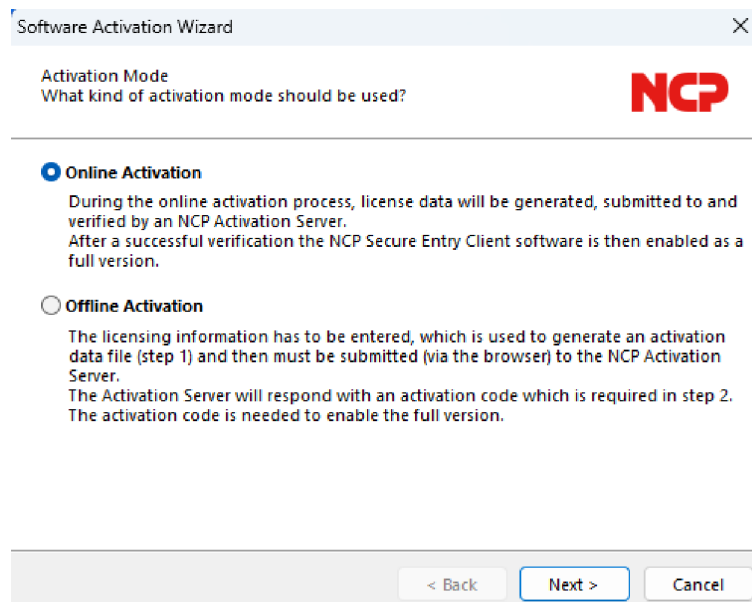 Software Activation Wizard
Activation Mode
What kind of activation mode should be used?
NCP
Online Activation
During the online activation process, license data will be generated, submitted to and
verified by an NCP Activation Server.
After a successful verification the NCP Secure Entry Client software is then enabled as a
full version.
Offline Activation
The licensing information has to be entered, which is used to generate an activation
data file (step 1) and then must be submitted (via the browser) to the NCP Activation
Server.
The Activation Server will respond with an activation code which is required in step 2.
The activation code is needed to enable the full version.
< Back Next > Cancel